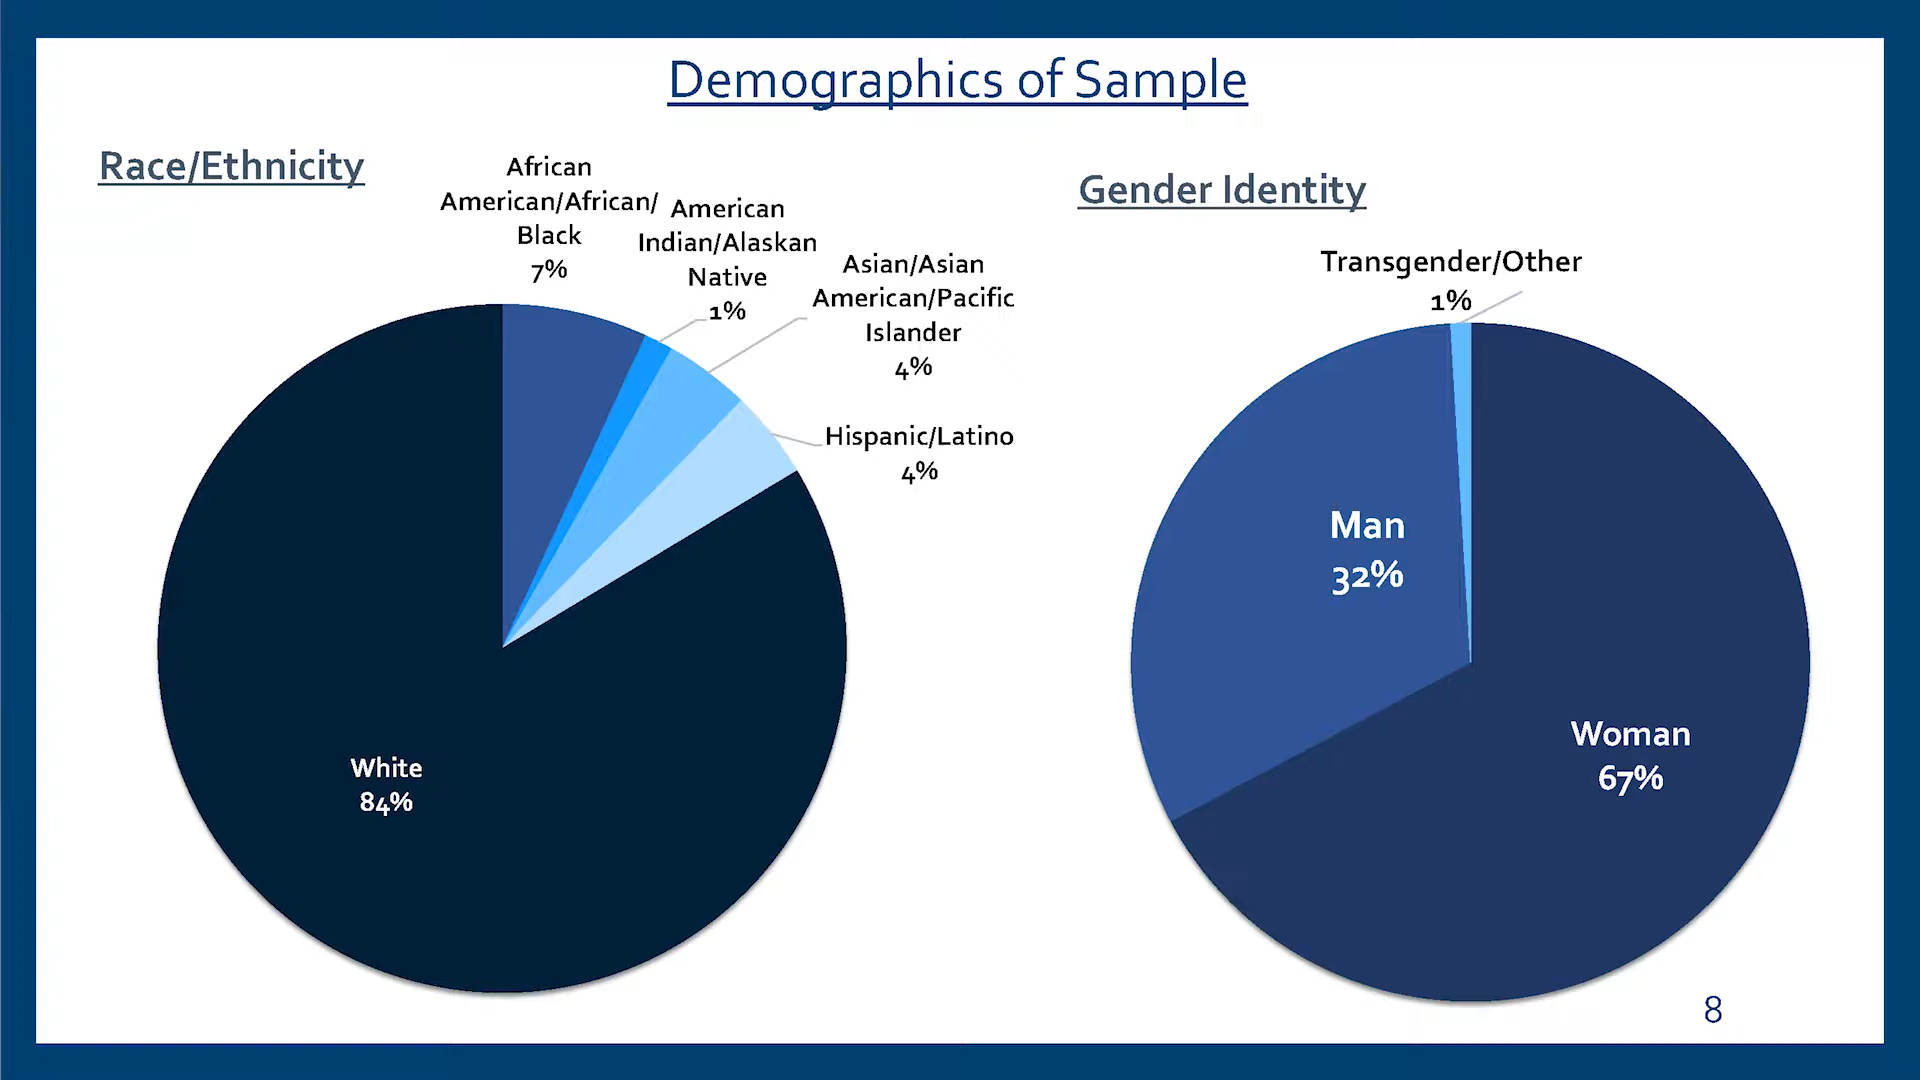 Demographics of Sample
Race/Ethnicity
African
American/African/
Black
7%
American
Indian/Alaskan
Native
1%
Asian/Asian
American/Pacific
Islander
4%
Hispanic/Latino
4%
White
84%
Gender Identity
Transgender/Other
1%
Man
32%
Woman
67%
8